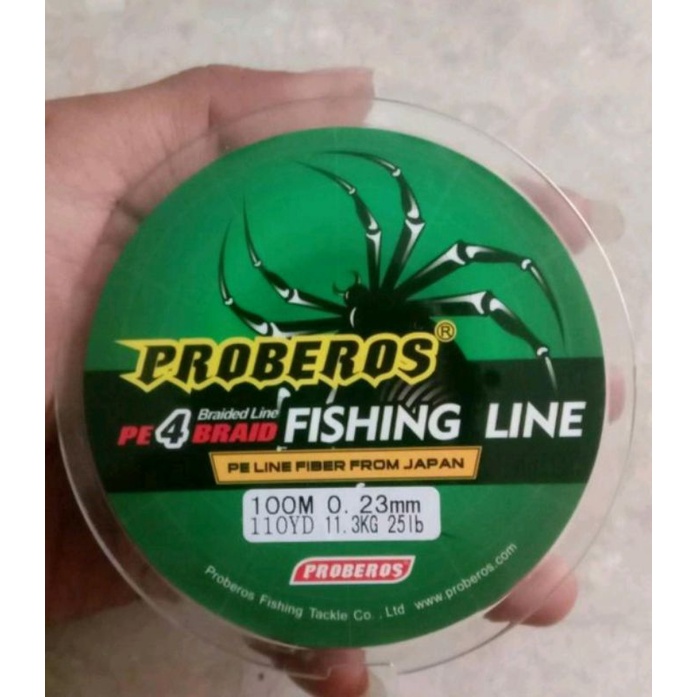 PROBEROS®
PE 4 Braided Line BRAID FISHING LINE
PE LINE FIBER FROM JAPAN
100M 0.23mm
110YD 11.3KG 25lb
PROBEROS
Proberos Fishing Tackle Co., Ltd www.proberos.com